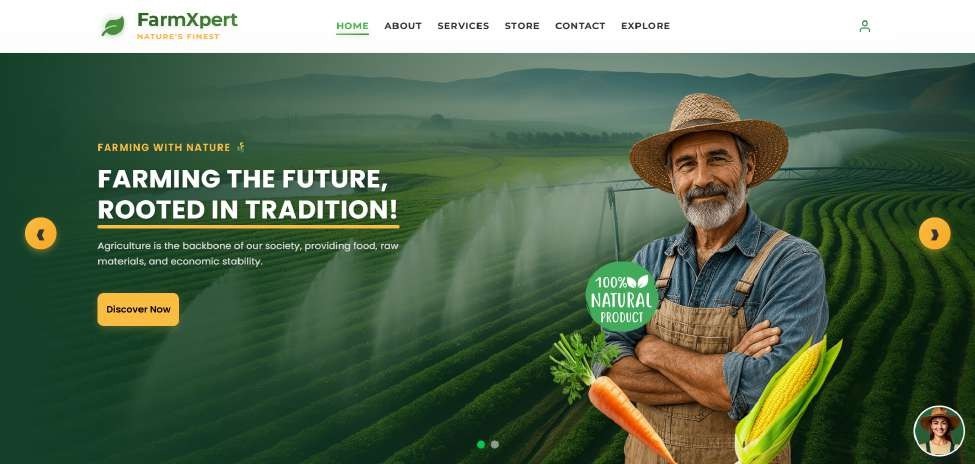 FarmXpert
NATURE'S FINEST
HOME ABOUT SERVICES STORE CONTACT EXPLORE
FARMING WITH NATURE
FARMING THE FUTURE,
ROOTED IN TRADITION!
Agriculture is the backbone of our society, providing food, raw
materials, and economic stability.
Discover Now
100%
NATURAL
PRODUCT